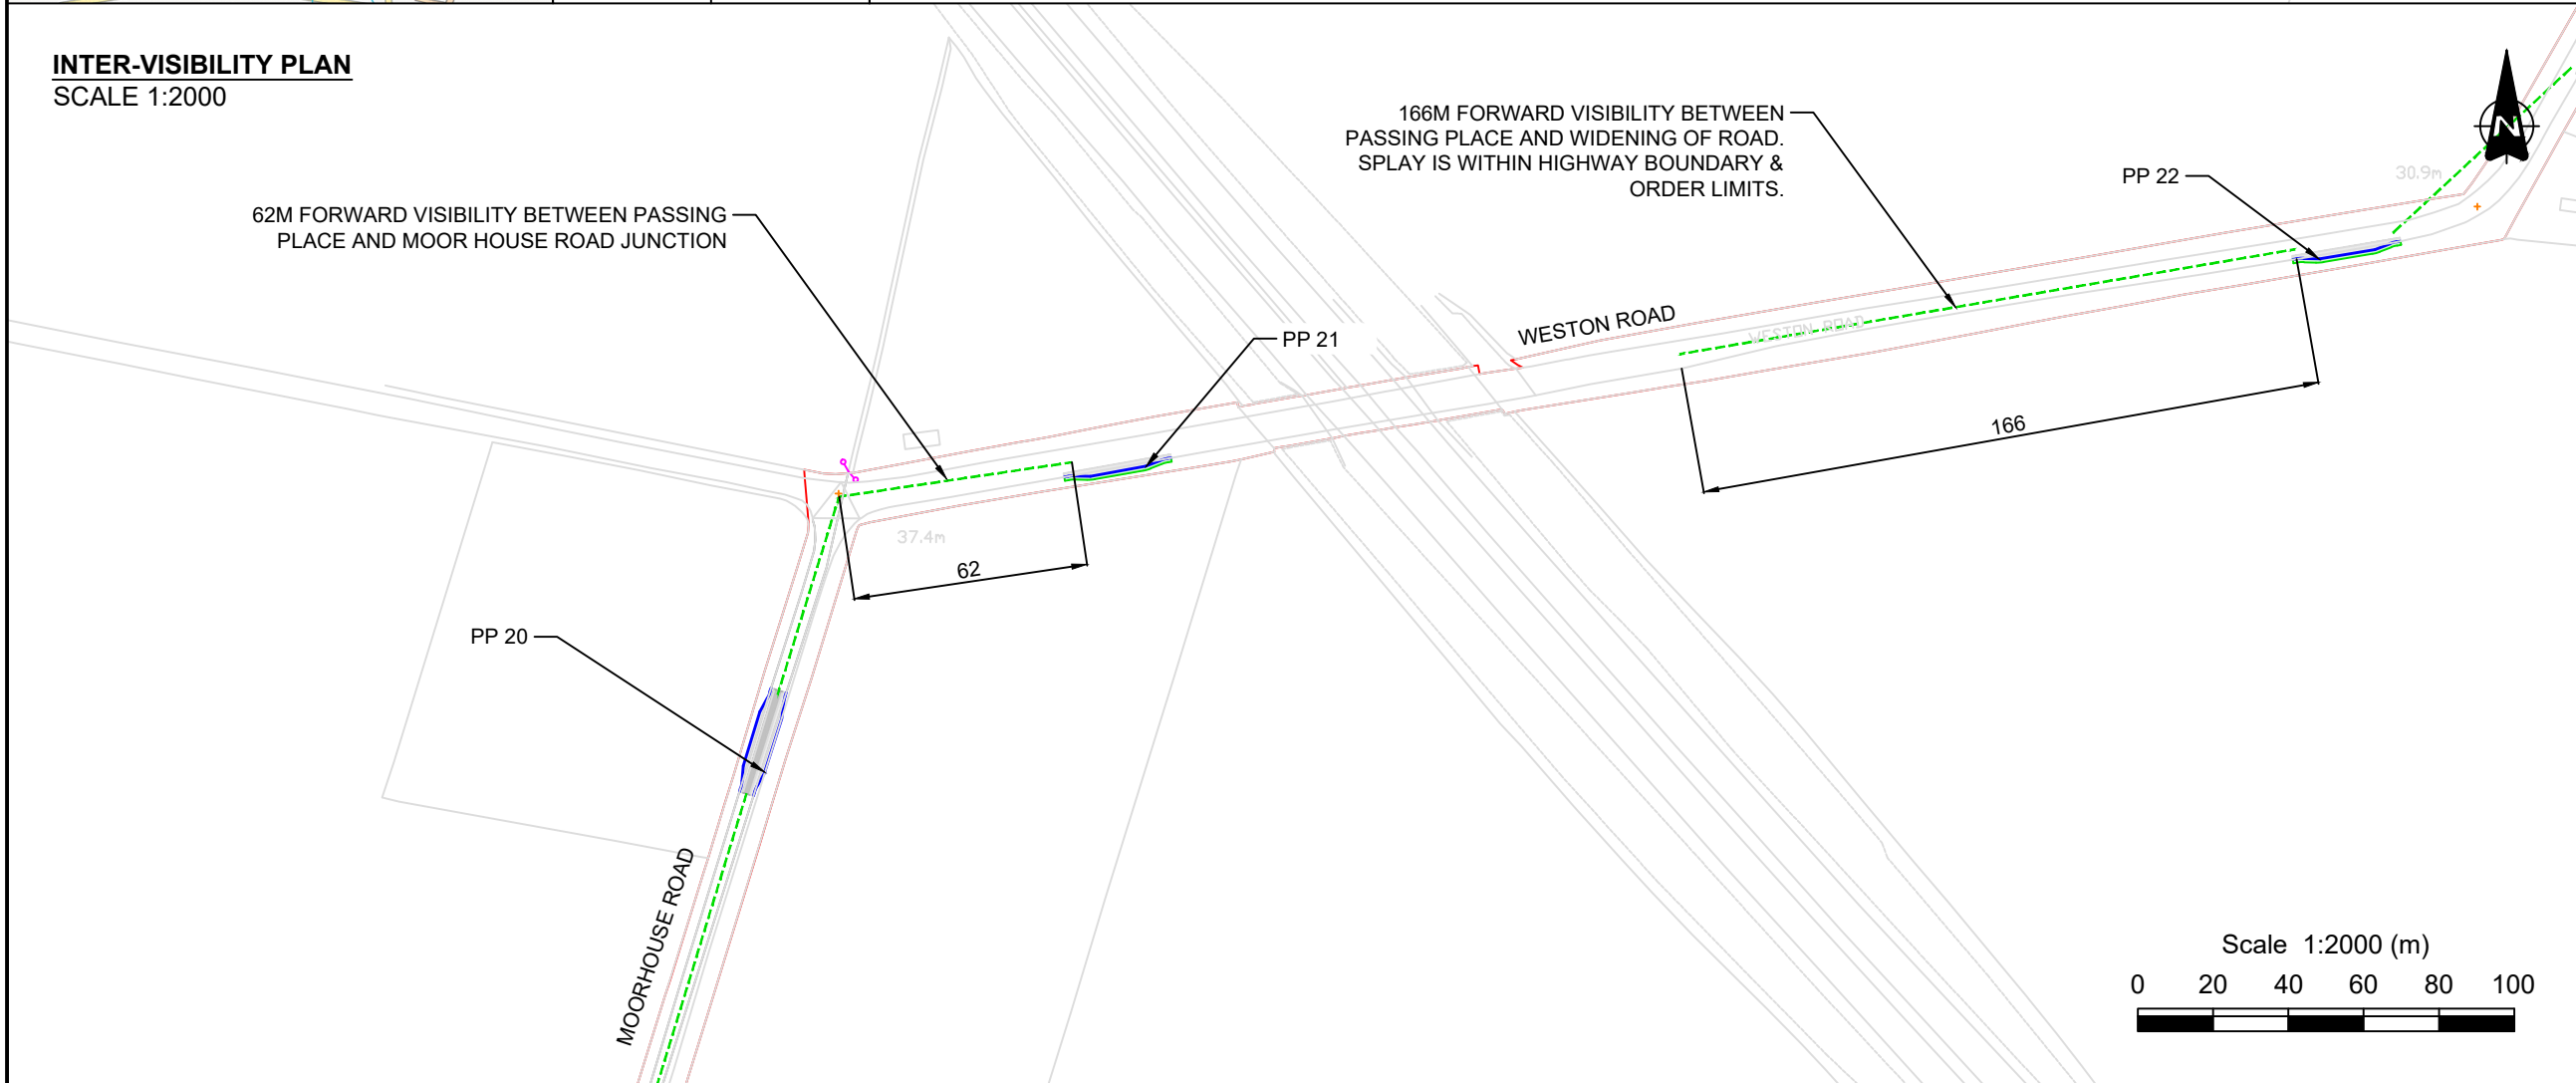 INTER-VISIBILITY PLAN
SCALE 1:2000
166M FORWARD VISIBILITY BETWEEN
PASSING PLACE AND WIDENING OF ROAD.
SPLAY IS WITHIN HIGHWAY BOUNDARY &
ORDER LIMITS.
N
PP 22
30.9m
62M FORWARD VISIBILITY BETWEEN PASSING
PLACE AND MOOR HOUSE ROAD JUNCTION
WESTON ROAD
WESTON ROAD
PP 21
166
37.4m
62
PP 20
MOORHOUSE ROAD
Scale 1:2000 (m)
0 20 40 60 80 100